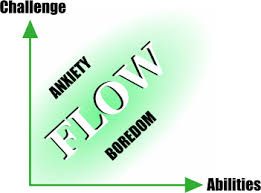 Challenge
ANXIETY
FLOW
BOREDOM
Abilities